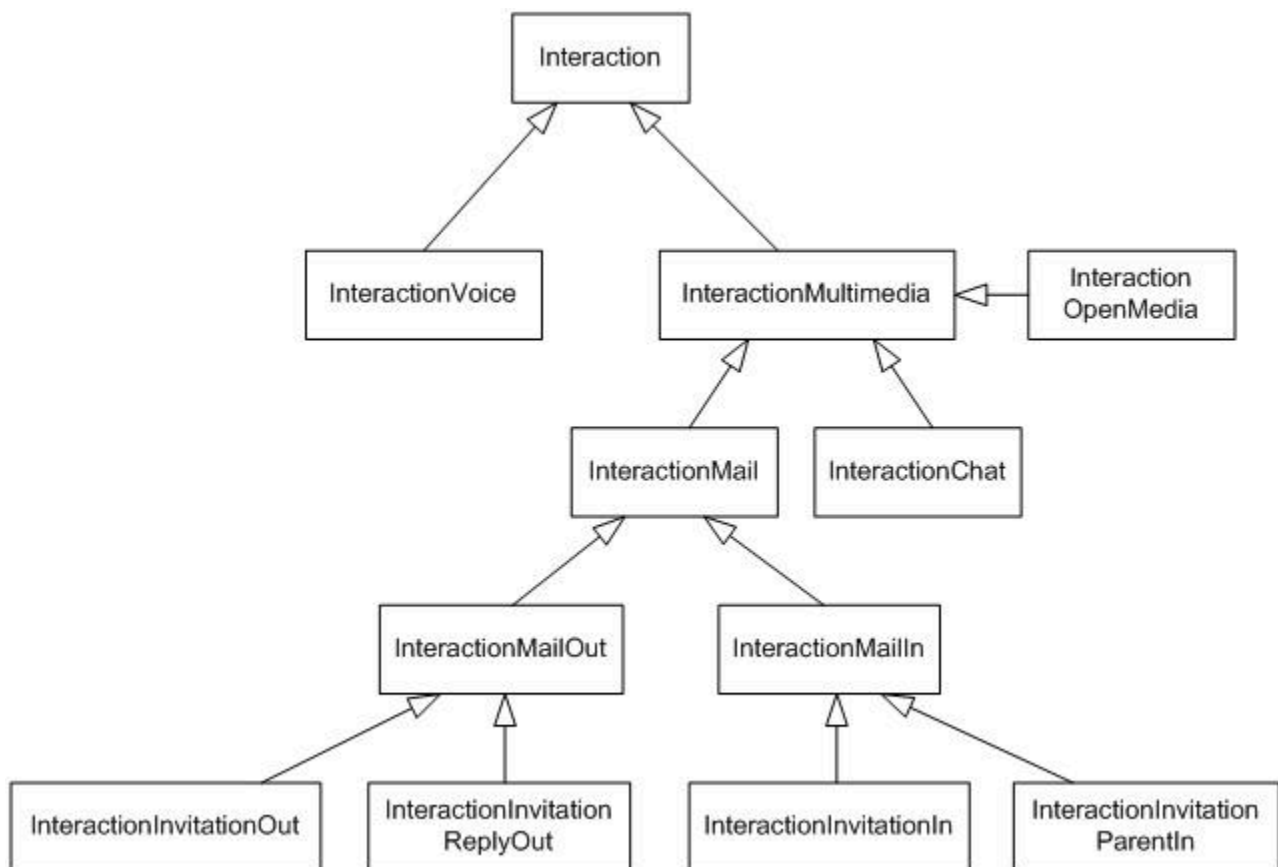 Interaction
InteractionVoice
InteractionMultimedia
Interaction
OpenMedia
InteractionMail
InteractionChat
InteractionMailOut
InteractionMailIn
InteractionInvitationOut
InteractionInvitation
ReplyOut
InteractionInvitationIn
InteractionInvitation
ParentIn